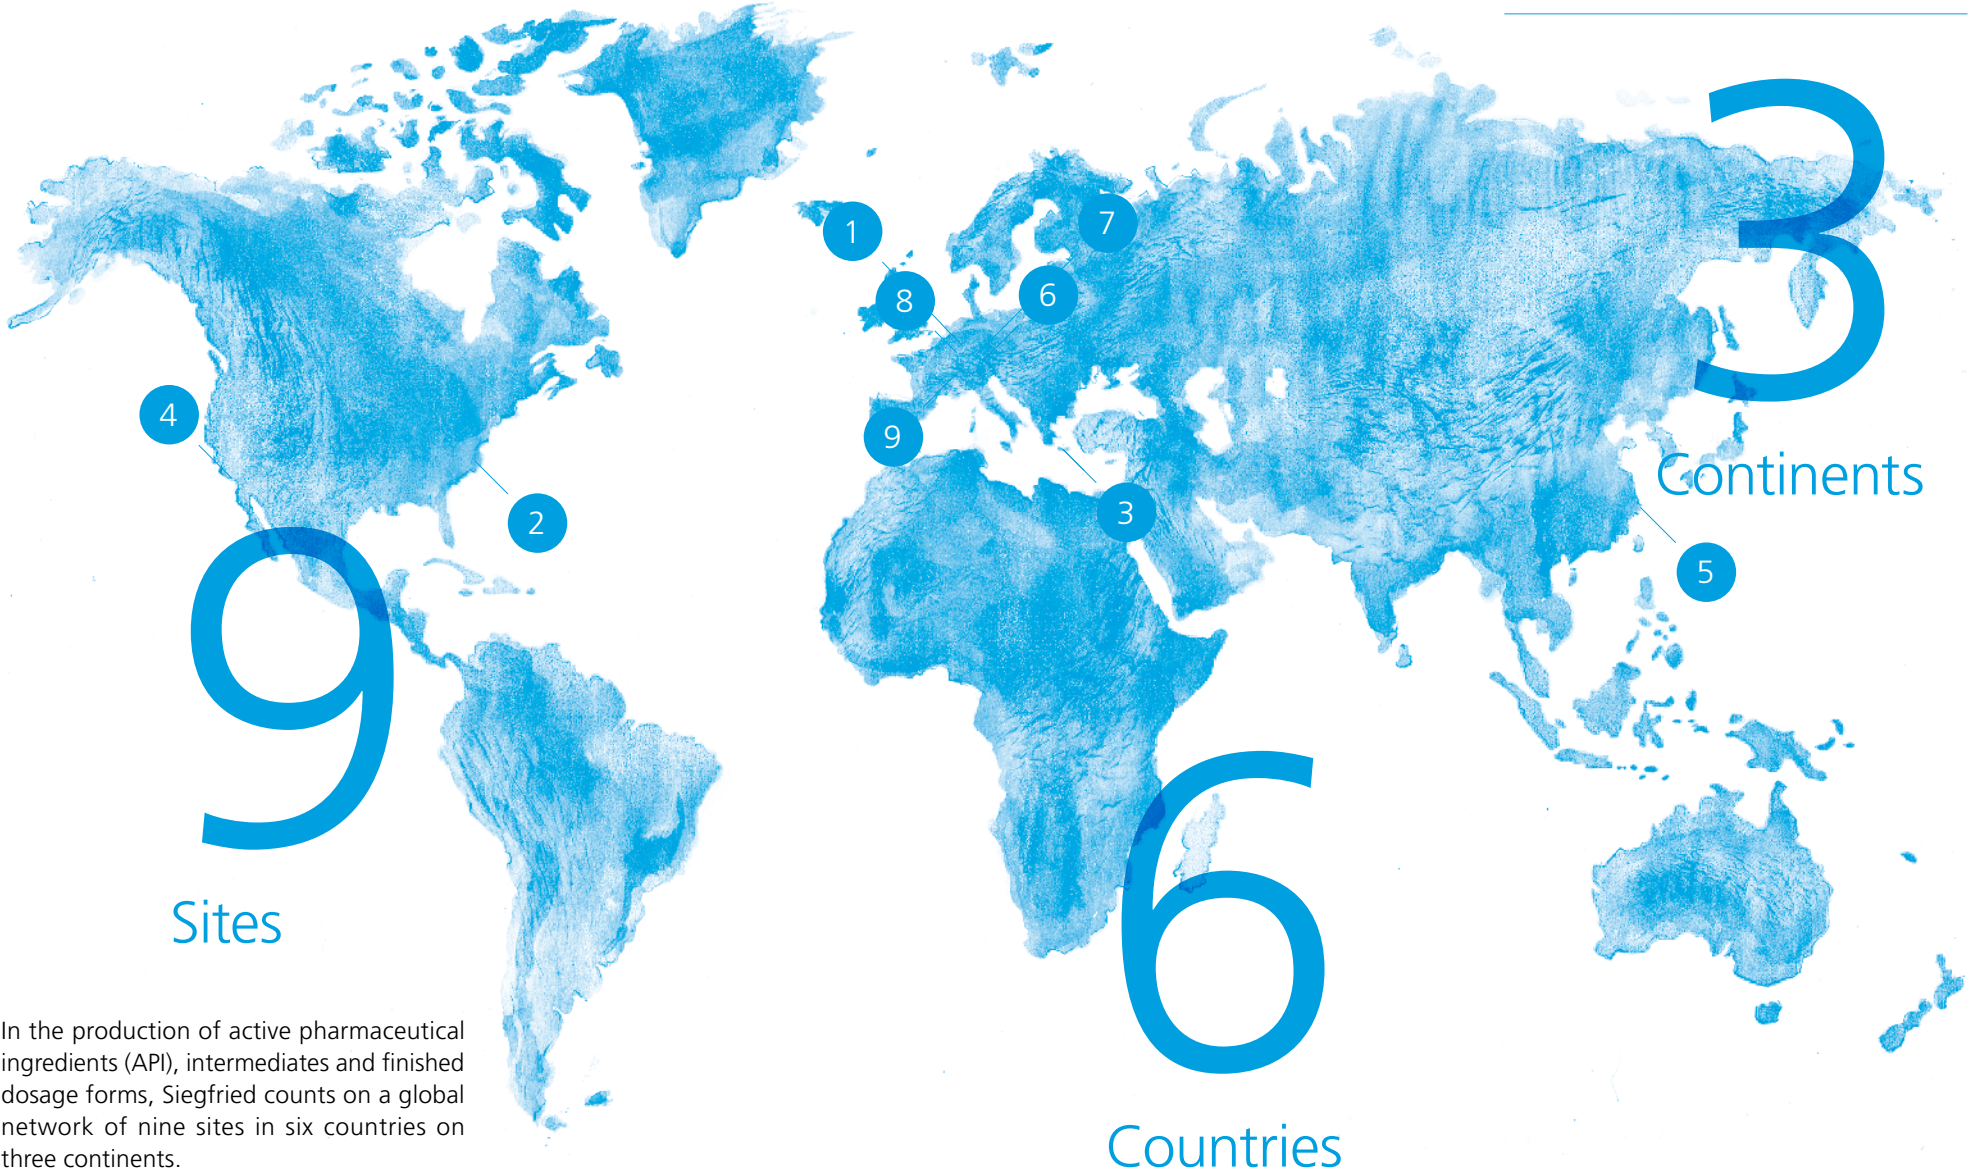 3
Continents
1
7
8
6
4
9
2
3
5
9
Sites
6
Countries
In the production of active pharmaceutical
ingredients (API), intermediates and finished
dosage forms, Siegfried counts on a global
network of nine sites in six countries on
three continents.